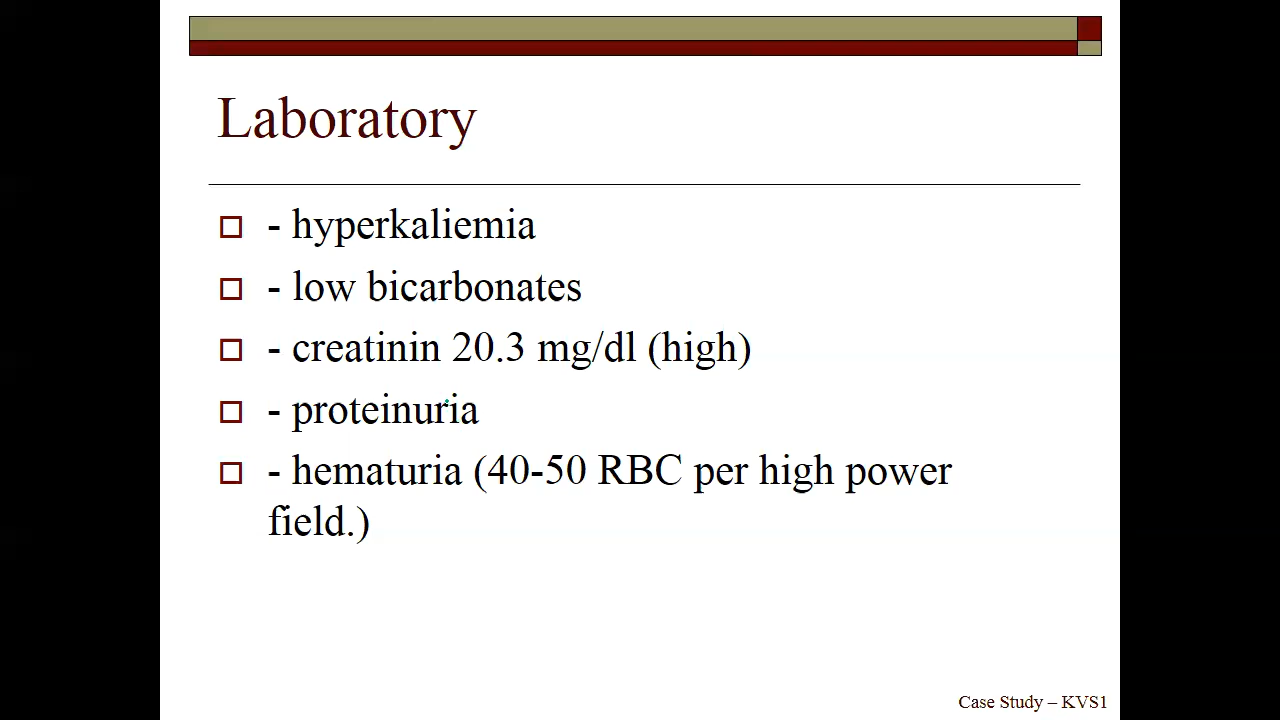 Laboratory
- hyperkaliemia
- low bicarbonates
- creatinin 20.3 mg/dl (high)
- proteinuria
- hematuria (40-50 RBC per high power
field.)
Case Study – KVS1